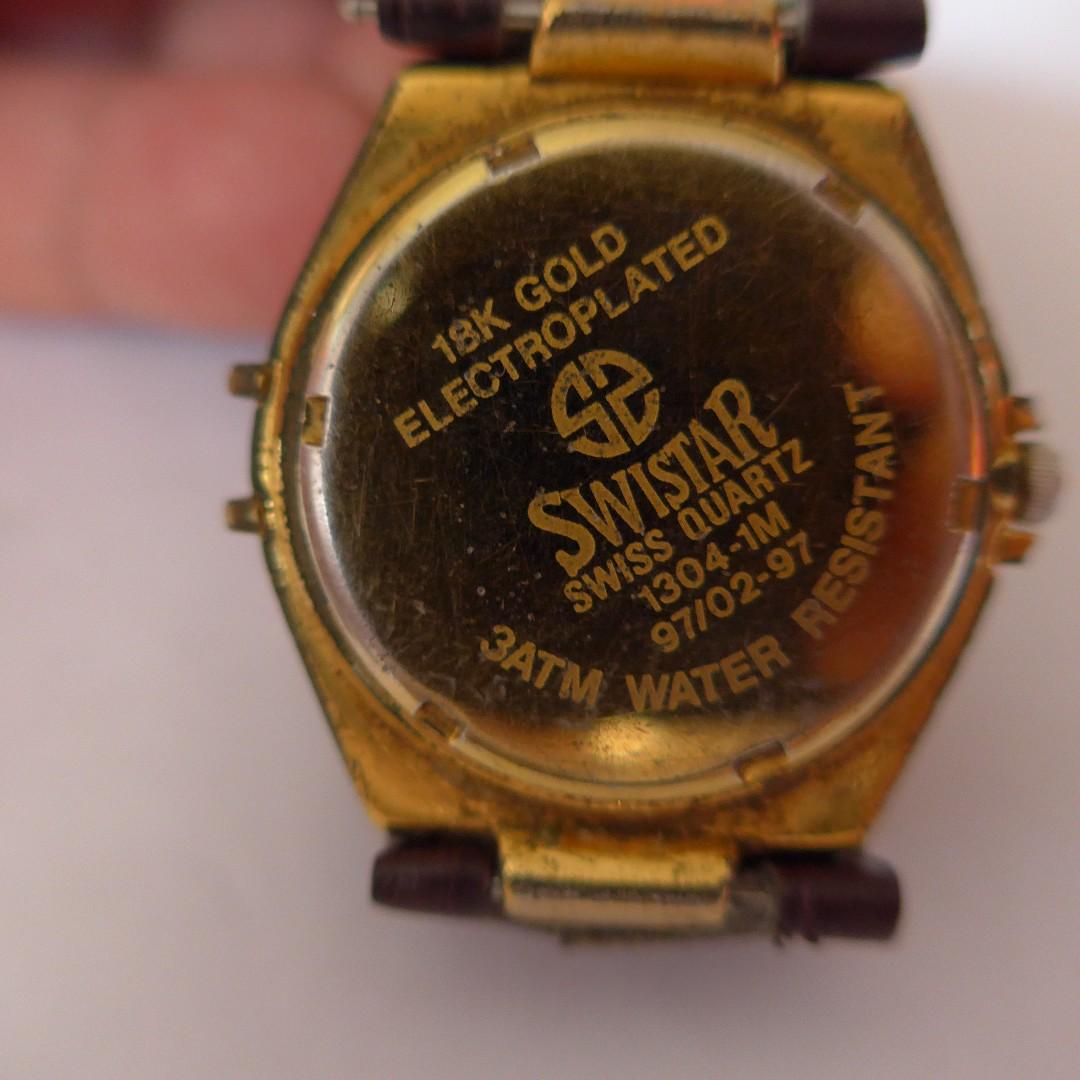 18K GOLD
ELECTROPLATED
SWISTAR
SWISS QUARTZ
1304-1M
97/02-97
3ATM WATER RESISTANT